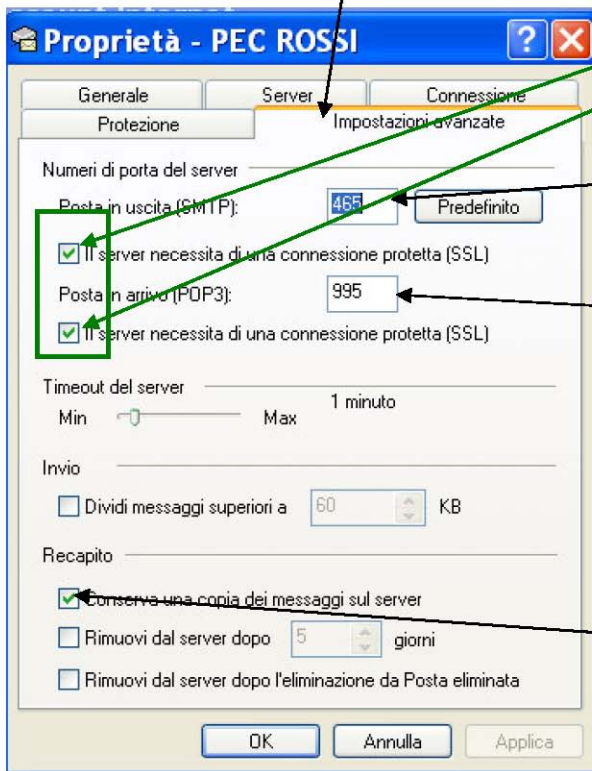 Proprietà - PEC ROSSI
Generale Server Connessione
Protezione Impostazioni avanzate
Numeri di porta del server
Posta in uscita (SMTP): 465 Predefinito
Il server necessita di una connessione protetta (SSL)
Posta in arrivo (POP3): 995
Il server necessita di una connessione protetta (SSL)
Timeout del server
Min Max 1 minuto
Invio
Dividi messaggi superiori a 60 KB
Recapito
Conserva una copia dei messaggi sul server
Rimuovi dal server dopo 5 giorni
Rimuovi dal server dopo l'eliminazione da Posta eliminata
OK Annulla Applica